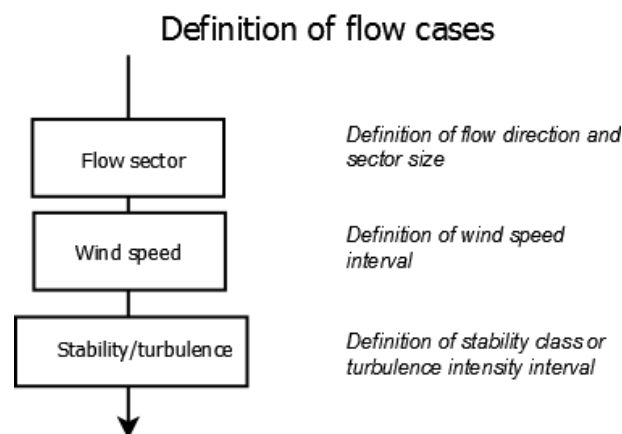 Definition of flow cases
Flow sector
Definition of flow direction and
sector size
Wind speed
Definition of wind speed
interval
Stability/turbulence
Definition of stability class or
turbulence intensity interval